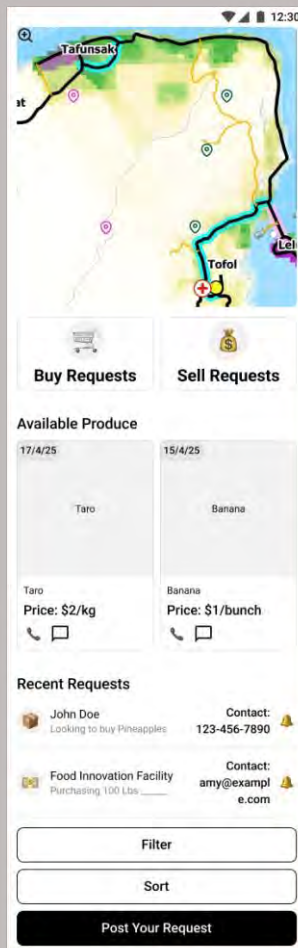 12:30
Tafunsak
at
Lel
Tofol
Buy Requests
Sell Requests
Available Produce
17/4/25
15/4/25
Taro
Banana
Taro
Banana
Price: $2/kg
Price: $1/bunch
Recent Requests
John Doe
Looking to buy Pineapples
Contact:
123-456-7890
Food Innovation Facility
Purchasing 100 Lbs _____
Contact:
amy@exampl
e.com
Filter
Sort
Post Your Request